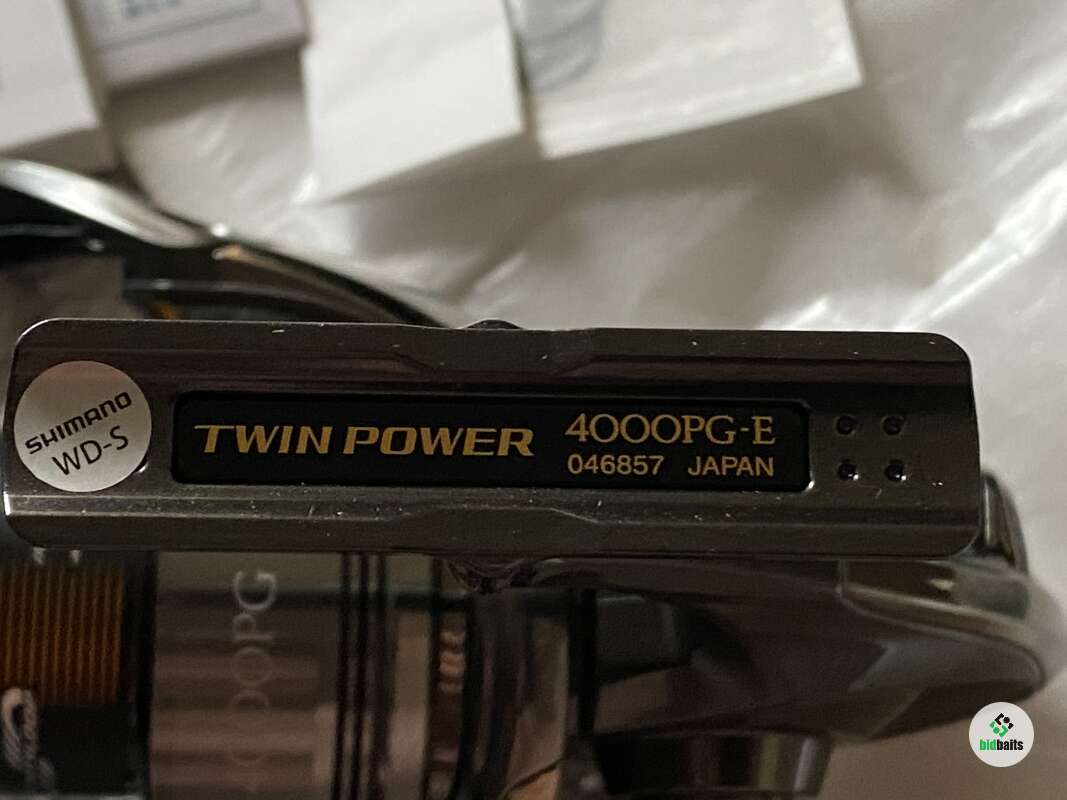 SHIMANO
WD-S
TWIN POWER
4000PG-E
046857 JAPAN
bidbaits